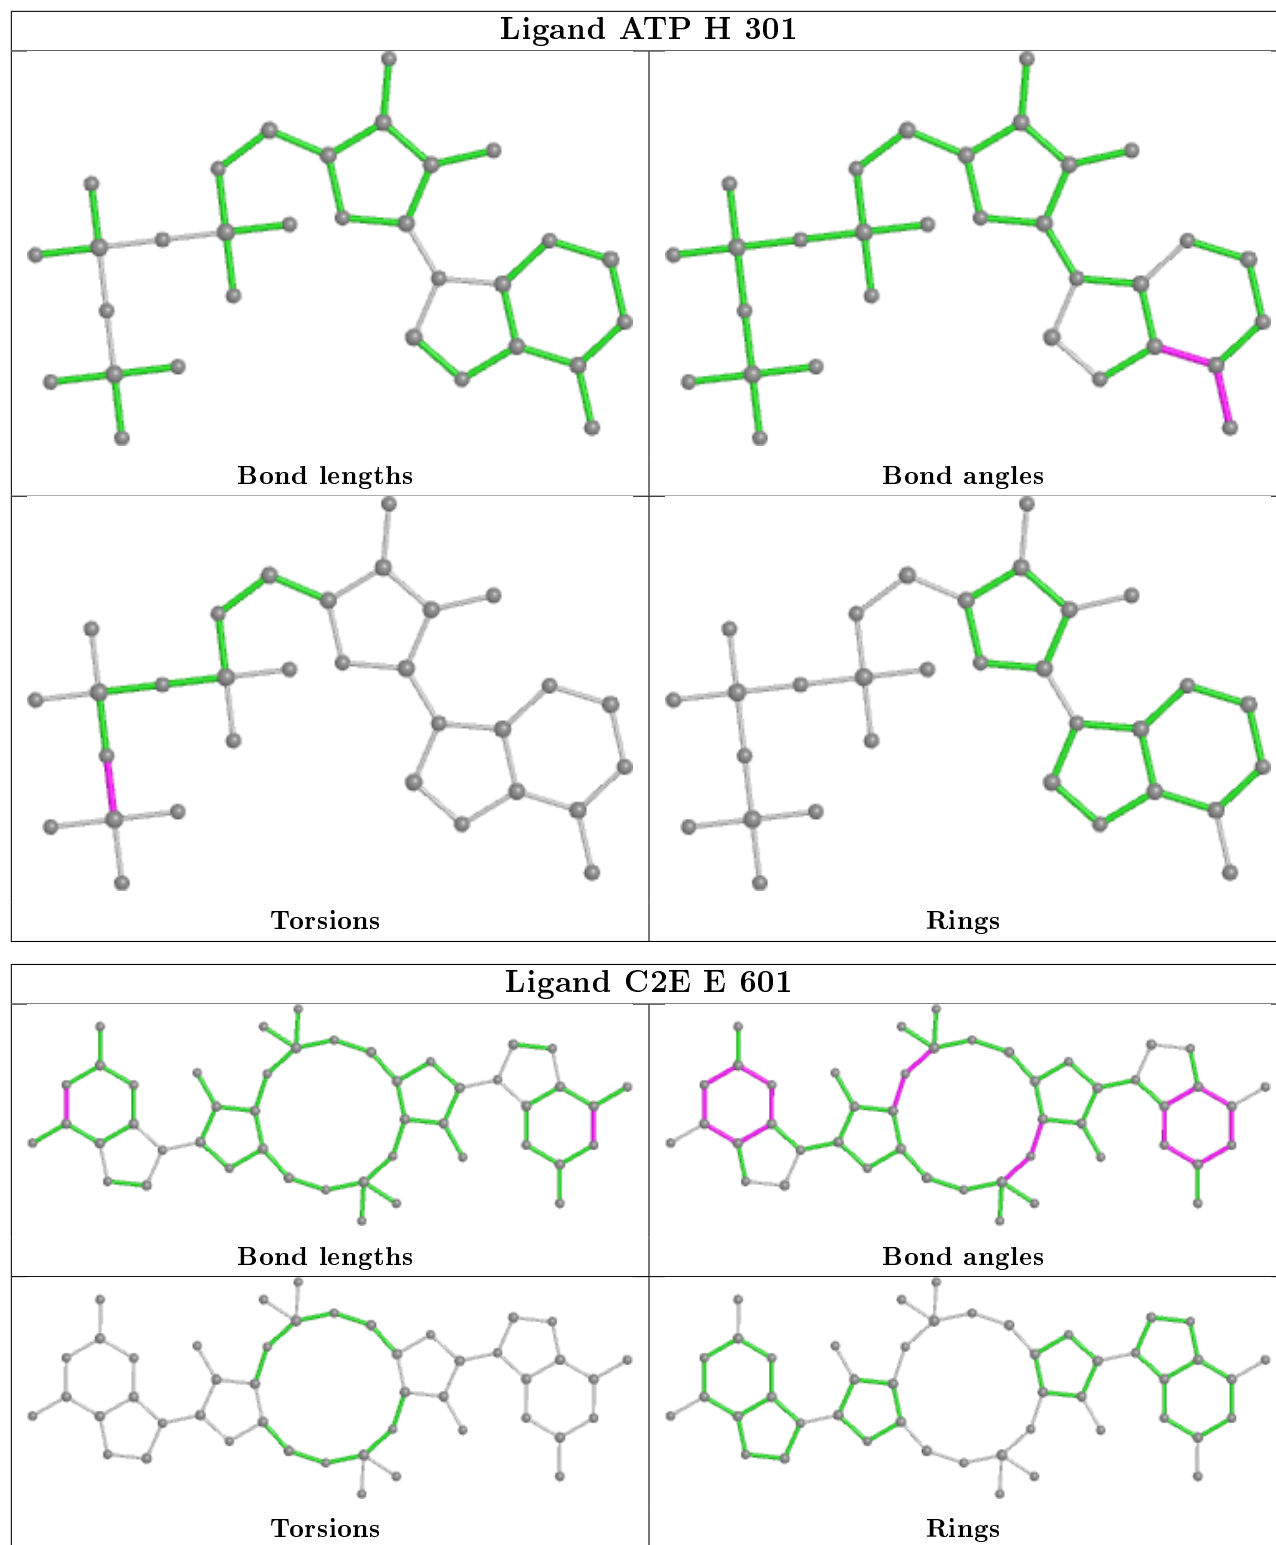 Ligand ATP H 301
Bond lengths
Bond angles
Torsions
Rings
Ligand C2E E 601
Bond lengths
Bond angles
Torsions
Rings